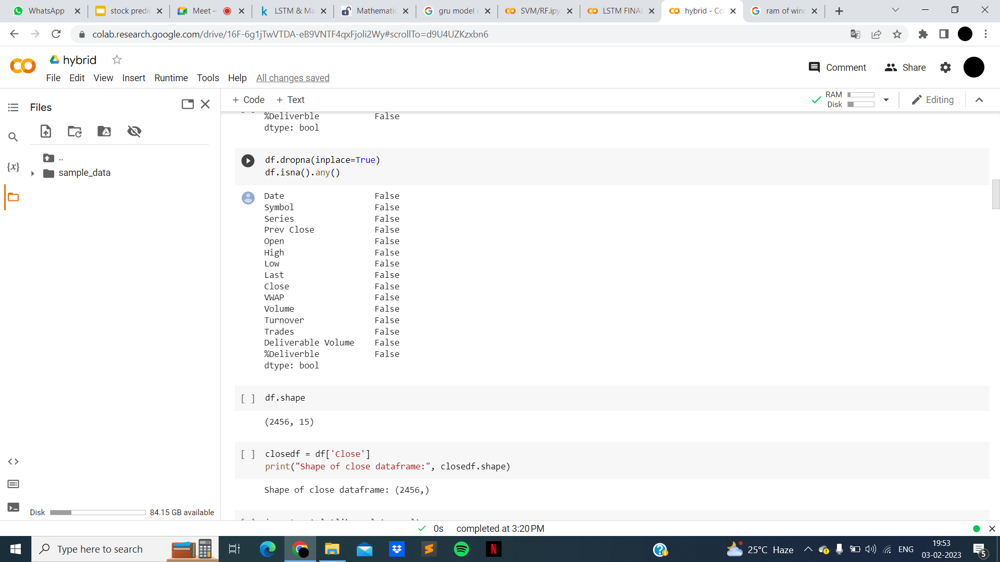 WhatsApp
stock predic
Meet –
LSTM & Ma
Mathematic
gru model
SVM/RF.ipy
LSTM FINAL
hybrid - Co
ram of wind
colab.research.google.com/drive/16F-6g1jTwVTDA-eB9VNTF4qxFjoli2Wy#scrollTo=d9U4UZKzxbn6
hybrid
File Edit View Insert Runtime Tools Help All changes saved
Comment Share
Files
+ Code + Text
RAM
Disk
Editing
..
sample_data
%Deliverble False
dtype: bool
df.dropna(inplace=True)
df.isna().any()
Date False
Symbol False
Series False
Prev Close False
Open False
High False
Low False
Last False
Close False
VWAP False
Volume False
Turnover False
Trades False
Deliverable Volume False
%Deliverble False
dtype: bool
[ ] df.shape
(2456, 15)
[ ] closedf = df['Close']
print("Shape of close dataframe:", closedf.shape)
Shape of close dataframe: (2456,)
Disk 84.15 GB available
0s completed at 3:20 PM
Type here to search
25°C Haze
ENG
19:53
03-02-2023
5